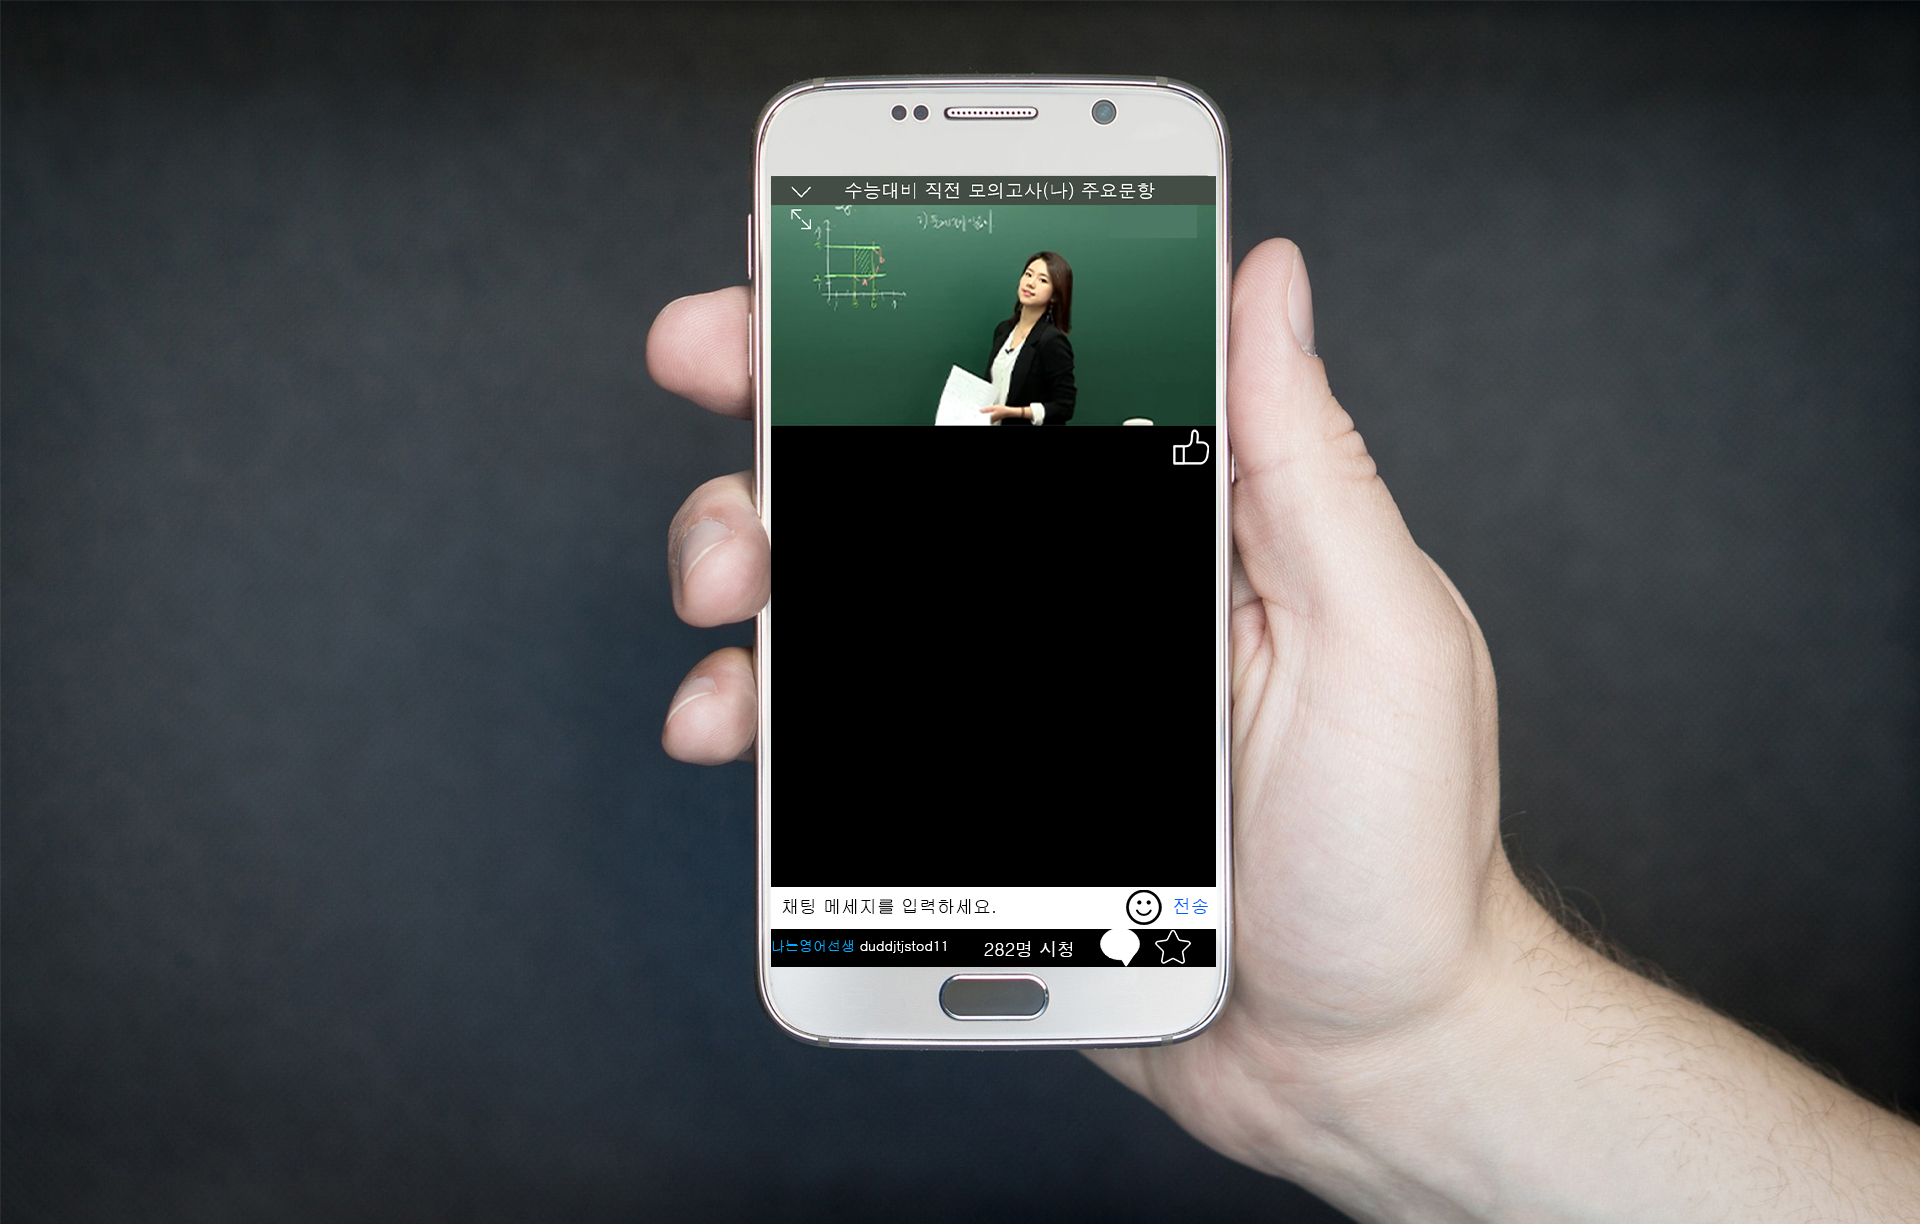 수능대비 직전 모의고사(나) 주요문항
채팅 메세지를 입력하세요. 전송
나는영어선생 duddjtjstod11 282명 시청